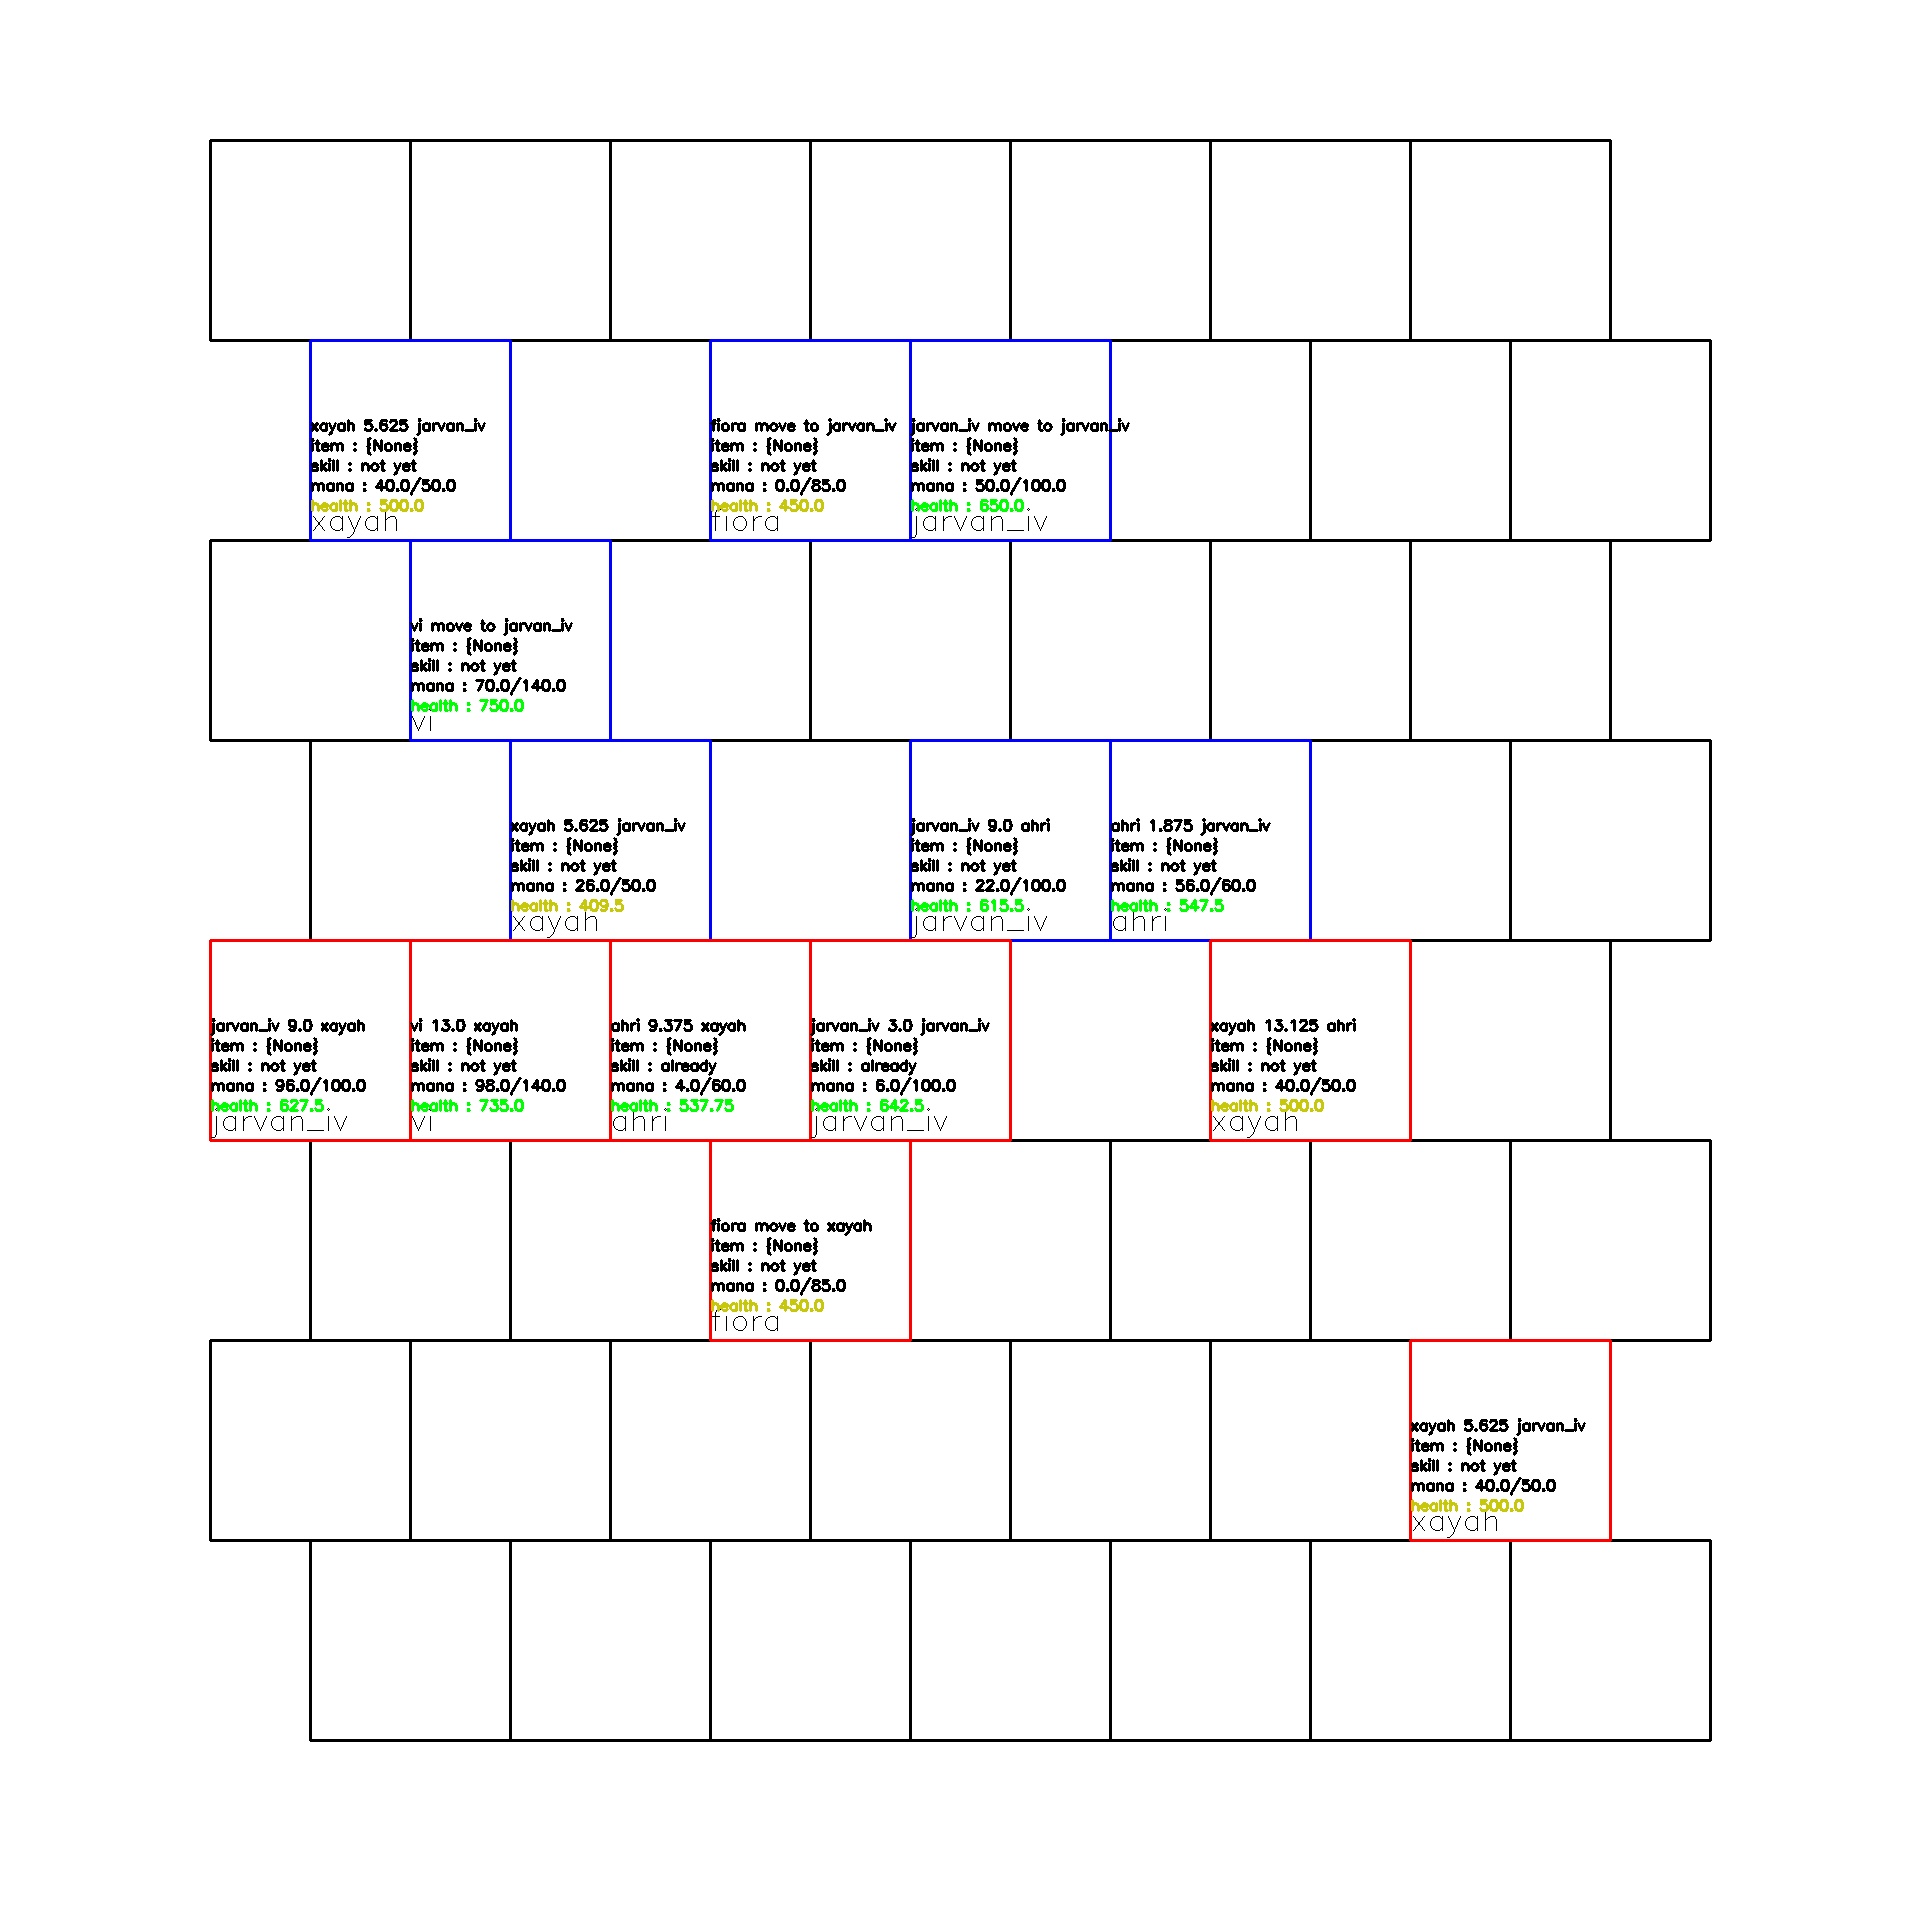 xayah 5.625 jarvan_iv
item : {None}
skill : not yet
mana : 40.0/50.0
health : 500.0
xayah
fiora move to jarvan_iv
item : {None}
skill : not yet
mana : 0.0/85.0
health : 450.0
fiora
jarvan_iv move to jarvan_iv
item : {None}
skill : not yet
mana : 50.0/100.0
health : 650.0
jarvan_iv
vi move to jarvan_iv
item : {None}
skill : not yet
mana : 70.0/140.0
health : 750.0
vi
xayah 5.625 jarvan_iv
item : {None}
skill : not yet
mana : 26.0/50.0
health : 409.5
xayah
jarvan_iv 9.0 ahri
item : {None}
skill : not yet
mana : 22.0/100.0
health : 615.5
jarvan_iv
ahri 1.875 jarvan_iv
item : {None}
skill : not yet
mana : 56.0/60.0
health : 547.5
ahri
jarvan_iv 9.0 xayah
item : {None}
skill : not yet
mana : 96.0/100.0
health : 627.5
jarvan_iv
vi 13.0 xayah
item : {None}
skill : not yet
mana : 98.0/140.0
health : 735.0
vi
ahri 9.375 xayah
item : {None}
skill : already
mana : 4.0/60.0
health : 537.75
ahri
jarvan_iv 3.0 jarvan_iv
item : {None}
skill : already
mana : 6.0/100.0
health : 642.5
jarvan_iv
xayah 13.125 ahri
item : {None}
skill : not yet
mana : 40.0/50.0
health : 500.0
xayah
fiora move to xayah
item : {None}
skill : not yet
mana : 0.0/85.0
health : 450.0
fiora
xayah 5.625 jarvan_iv
item : {None}
skill : not yet
mana : 40.0/50.0
health : 500.0
xayah